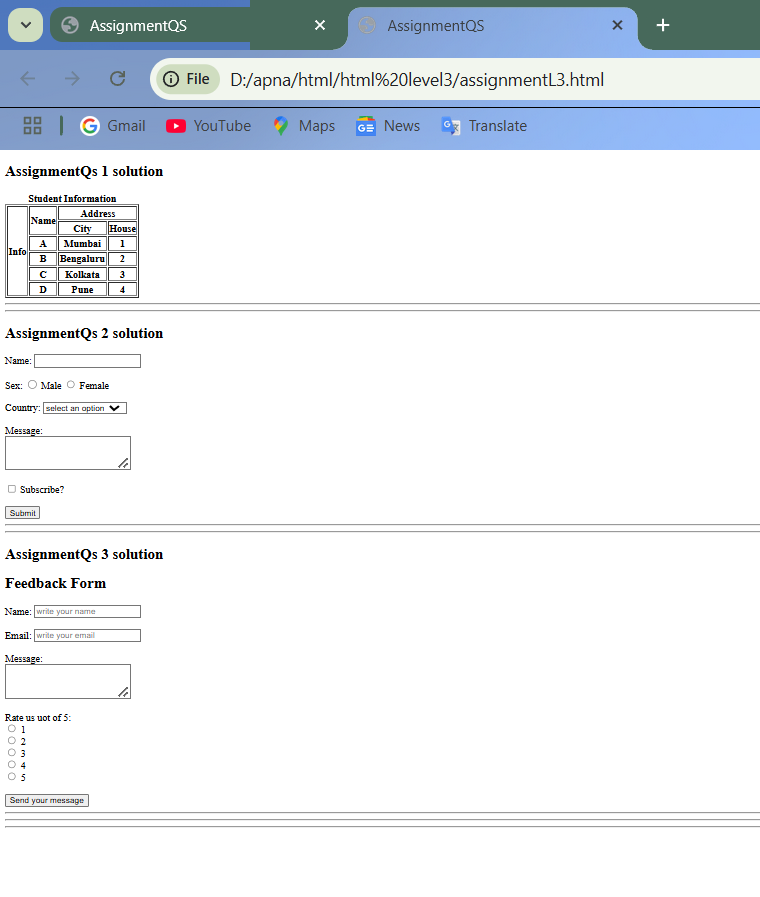 AssignmentQS
AssignmentQS
File D:/apna/html/html%20level3/assignmentL3.html
Gmail YouTube Maps News Translate
AssignmentQs 1 solution
Student Information
Info Name Address
City House
A Mumbai 1
B Bengaluru 2
C Kolkata 3
D Pune 4
AssignmentQs 2 solution
Name:
Sex: Male Female
Country: select an option
Message:
Subscribe?
Submit
AssignmentQs 3 solution
Feedback Form
Name: write your name
Email: write your email
Message:
Rate us uot of 5:
1
2
3
4
5
Send your message